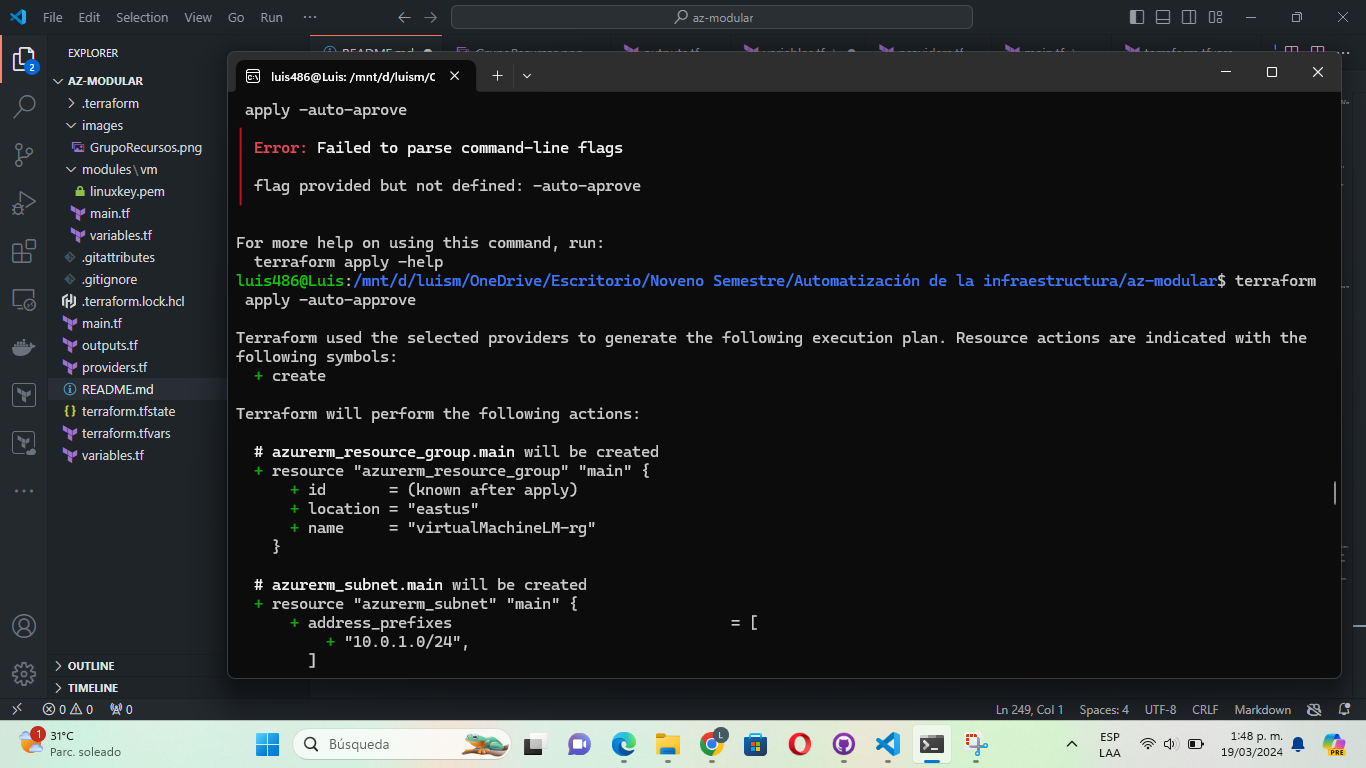 File Edit Selection View Go Run ··· az-modular
EXPLORER
AZ-MODULAR
.terraform
images
GrupoRecursos.png
modules\vm
linuxkey.pem
main.tf
variables.tf
.gitattributes
.gitignore
.terraform.lock.hcl
main.tf
outputs.tf
providers.tf
README.md
terraform.tfstate
terraform.tfvars
variables.tf
OUTLINE
TIMELINE
luis486@Luis: /mnt/d/luism/C
apply -auto-aprove
Error: Failed to parse command-line flags
flag provided but not defined: -auto-aprove
For more help on using this command, run:
terraform apply -help
luis486@Luis:/mnt/d/luism/OneDrive/Escritorio/Noveno Semestre/Automatización de la infraestructura/az-modular$ terraform
apply -auto-approve
Terraform used the selected providers to generate the following execution plan. Resource actions are indicated with the
following symbols:
+ create
Terraform will perform the following actions:
# azurerm_resource_group.main will be created
+ resource "azurerm_resource_group" "main" {
+ id       = (known after apply)
+ location = "eastus"
+ name     = "virtualMachineLM-rg"
}
# azurerm_subnet.main will be created
+ resource "azurerm_subnet" "main" {
+ address_prefixes                               = [
+ "10.0.1.0/24",
]
0 0 0 Ln 249, Col 1 Spaces: 4 UTF-8 CRLF Markdown
31°C
Parc. soleado
Búsqueda
ESP
LAA
1:48 p. m.
19/03/2024